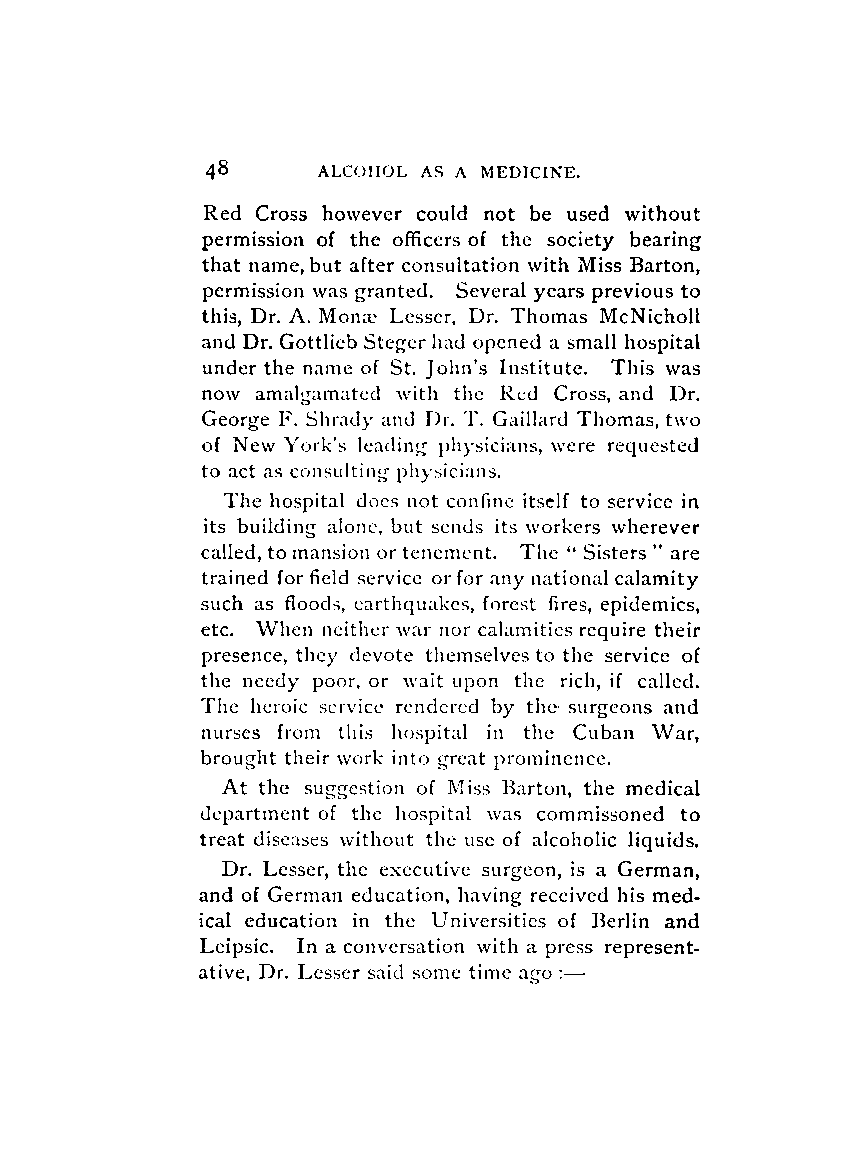 48 ALCOHOL AS A MEDICINE.
Red Cross however could not be used without
permission of the officers of the society bearing
that name, but after consultation with Miss Barton,
permission was granted. Several years previous to
this, Dr. A. Monæ Lesser, Dr. Thomas McNicholl
and Dr. Gottlieb Steger had opened a small hospital
under the name of St. John's Institute. This was
now amalgamated with the Red Cross, and Dr.
George F. Shrady and Dr. T. Gaillard Thomas, two
of New York's leading physicians, were requested
to act as consulting physicians.
The hospital does not confine itself to service in
its building alone, but sends its workers wherever
called, to mansion or tenement. The “ Sisters ” are
trained for field service or for any national calamity
such as floods, earthquakes, forest fires, epidemics,
etc. When neither war nor calamities require their
presence, they devote themselves to the service of
the needy poor, or wait upon the rich, if called.
The heroic service rendered by the surgeons and
nurses from this hospital in the Cuban War,
brought their work into great prominence.
At the suggestion of Miss Barton, the medical
department of the hospital was commissoned to
treat diseases without the use of alcoholic liquids.
Dr. Lesser, the executive surgeon, is a German,
and of German education, having received his med-
ical education in the Universities of Berlin and
Leipsic. In a conversation with a press represent-
ative, Dr. Lesser said some time ago :—